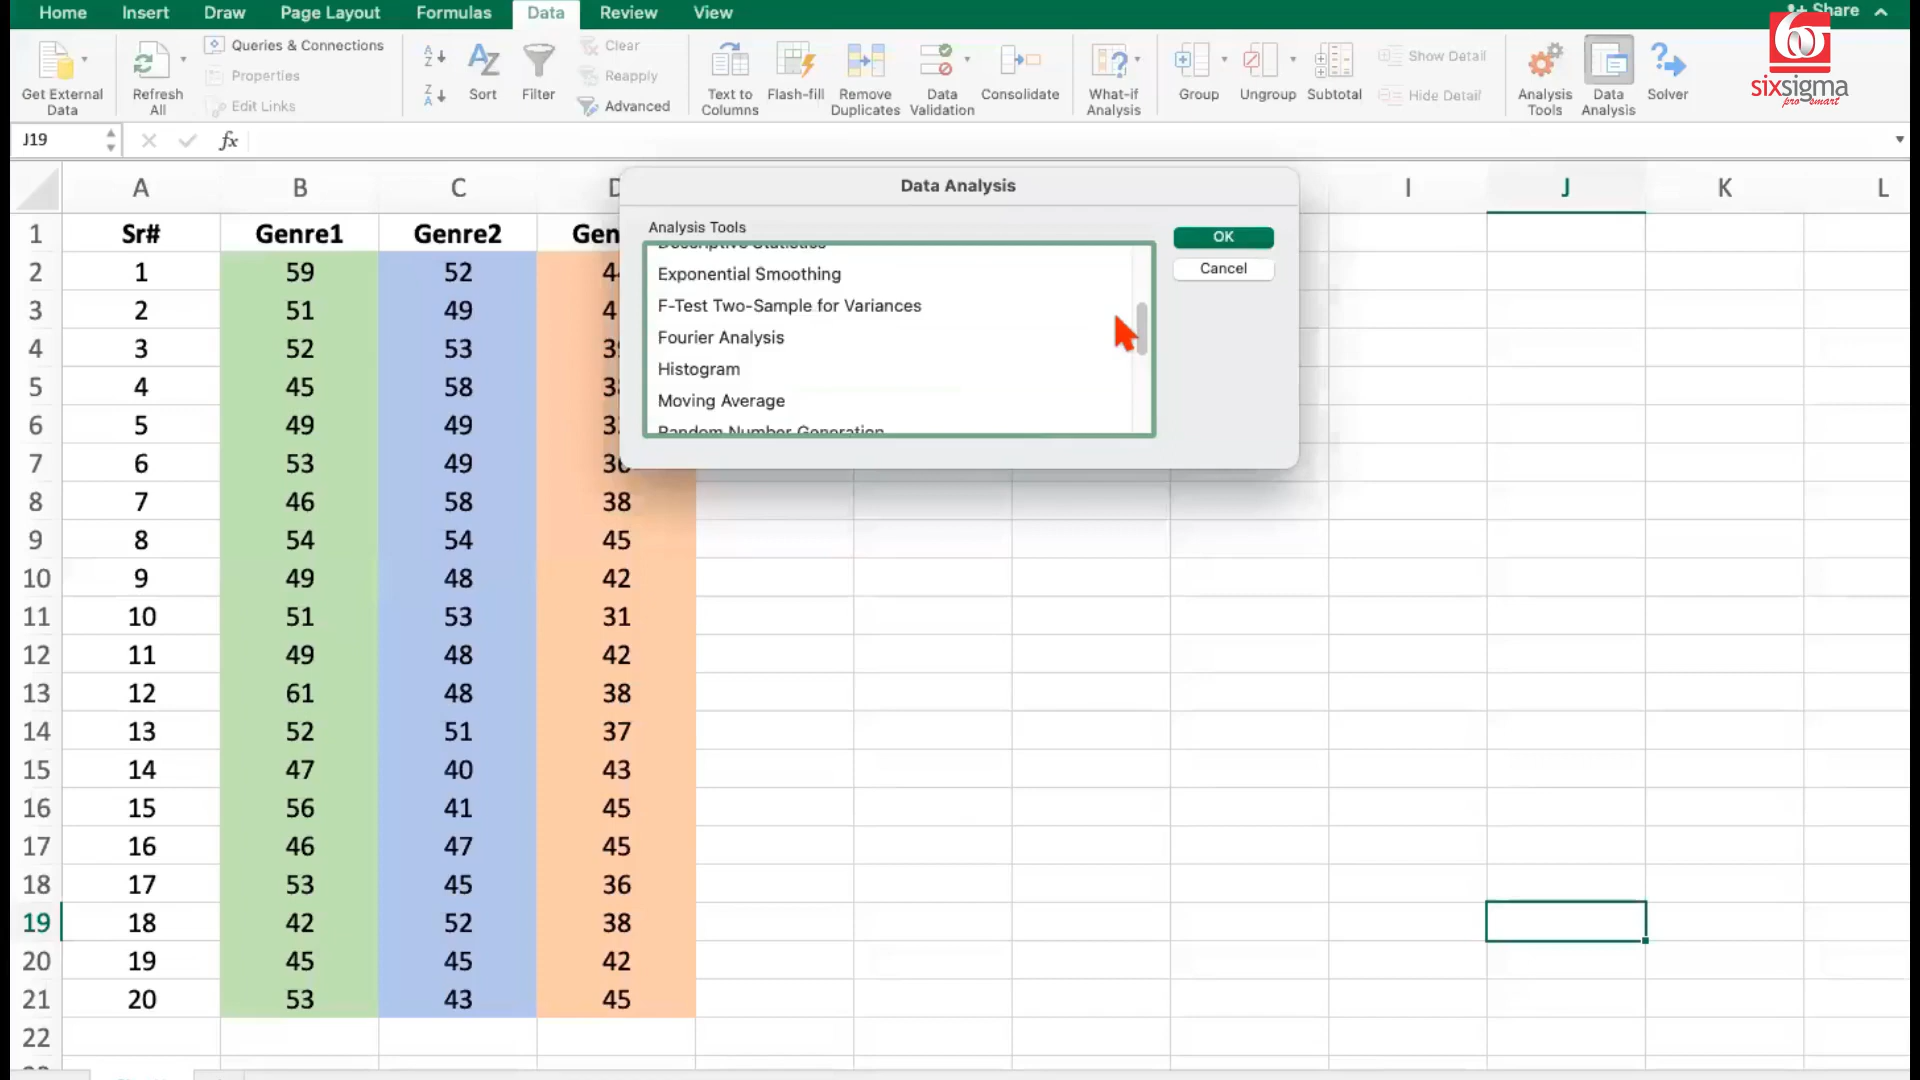 Home Insert Draw Page Layout Formulas Data Review View Share
Get External Data
Refresh All
Queries & Connections
Properties
Edit Links
Sort
Filter
Clear
Reapply
Advanced
Text to Columns
Flash-fill
Remove Duplicates
Data Validation
Consolidate
What-if Analysis
Group
Ungroup
Subtotal
Show Detail
Hide Detail
Analysis Tools
Data Analysis
Solver
sixsigma
pro smart
J19 fx
A B C D I J K L
Data Analysis
Analysis Tools
Descriptive Statistics
Exponential Smoothing
F-Test Two-Sample for Variances
Fourier Analysis
Histogram
Moving Average
Random Number Generation
OK
Cancel
1 Sr# Genre1 Genre2
2 1 59 52
3 2 51 49
4 3 52 53
5 4 45 58
6 5 49 49
7 6 53 49
8 7 46 58 38
9 8 54 54 45
10 9 49 48 42
11 10 51 53 31
12 11 49 48 42
13 12 61 48 38
14 13 52 51 37
15 14 47 40 43
16 15 56 41 45
17 16 46 47 45
18 17 53 45 36
19 18 42 52 38
20 19 45 45 42
21 20 53 43 45
22